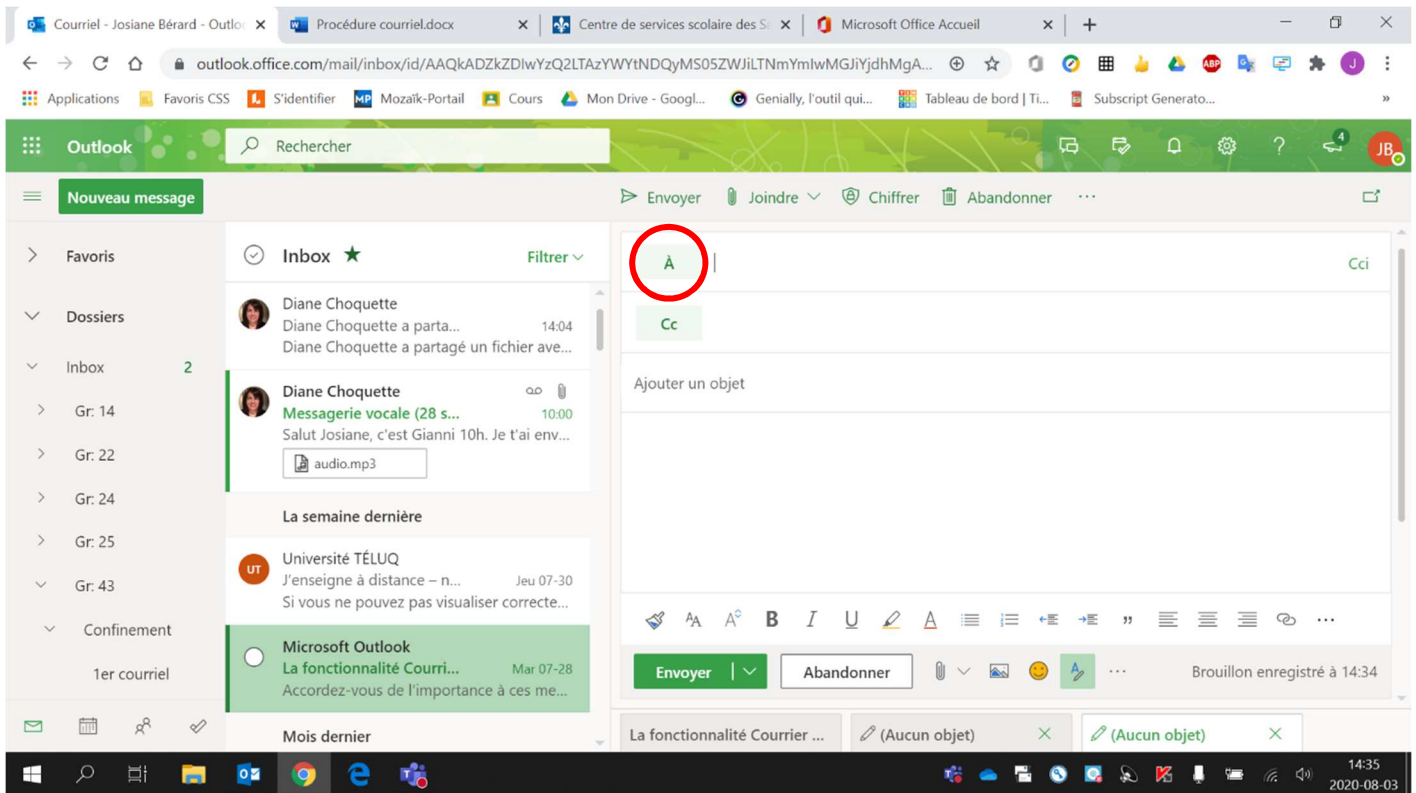 Courriel - Josiane Bérard - Outlo
Procédure courriel.docx
Centre de services scolaire des S
Microsoft Office Accueil
outlook.office.com/mail/inbox/id/AAQkADZkZDIwYzQ2LTAzYWYtNDQyMS05ZWJiLTNmYmIwMGJiYjdhMgA...
ABP
J
Applications
Favoris CSS
S'identifier
MP Mozaïk-Portail
Cours
Mon Drive - Googl...
Genially, l'outil qui...
Tableau de bord | Ti...
Subscript Generato...
»
Outlook
Rechercher
4
JB
Nouveau message
Envoyer
Joindre
Chiffrer
Abandonner
...
Favoris
Dossiers
Inbox 2
Gr: 14
Gr: 22
Gr: 24
Gr: 25
Gr: 43
Confinement
1er courriel
Inbox ★ Filtrer
Diane Choquette
Diane Choquette a parta... 14:04
Diane Choquette a partagé un fichier ave...
Diane Choquette
Messagerie vocale (28 s... 10:00
Salut Josiane, c'est Gianni 10h. Je t'ai env...
audio.mp3
La semaine dernière
UT
Université TÉLUQ
J'enseigne à distance – n... Jeu 07-30
Si vous ne pouvez pas visualiser correcte...
Microsoft Outlook
La fonctionnalité Courri... Mar 07-28
Accordez-vous de l'importance à ces me...
Mois dernier
À
Cci
Cc
Ajouter un objet
Envoyer
Abandonner
...
Brouillon enregistré à 14:34
La fonctionnalité Courrier ...
(Aucun objet)
(Aucun objet)
14:35
2020-08-03